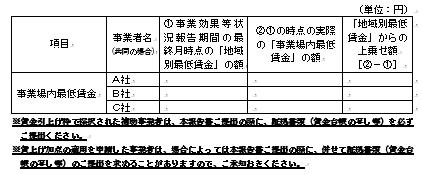 （単位：円）
項目
事業者名
（共同の場合）
①事業効果等状
況報告期間の最
終月時点の「地域
別最低賃金」の額
②①の時点の実際
の「事業場内最低
賃金」の額
「地域別最低
賃金」からの
上乗せ額
［②－①］
事業場内最低賃金
A社
B社
C社
※賃金引上げ枠で採択された補助事業者は、本報告書ご提出の際に、証拠書類（賃金台帳の写し等）を必ず
ご提出ください。
※賃上げ加点の適用を申請した事業者は、場合によっては本報告書ご提出の際に、併せて証拠書類（賃金台
帳の写し等）のご提出を求めることがありますので、ご承知おきください。